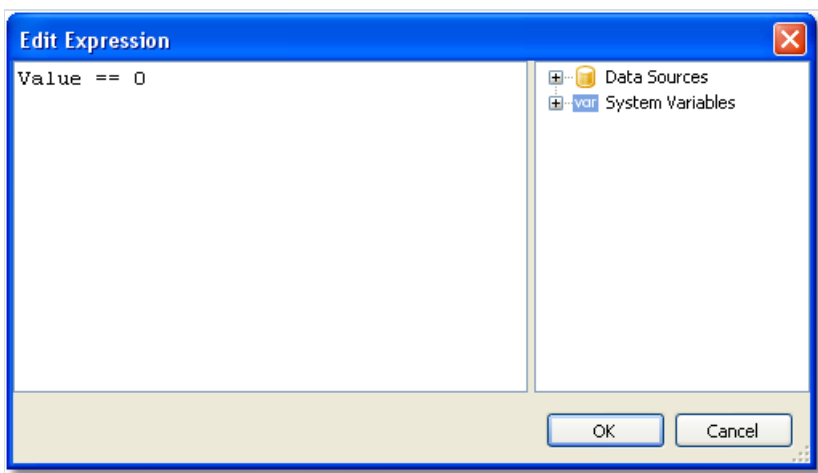 Edit Expression
Value == 0
Data Sources
var System Variables
OK
Cancel